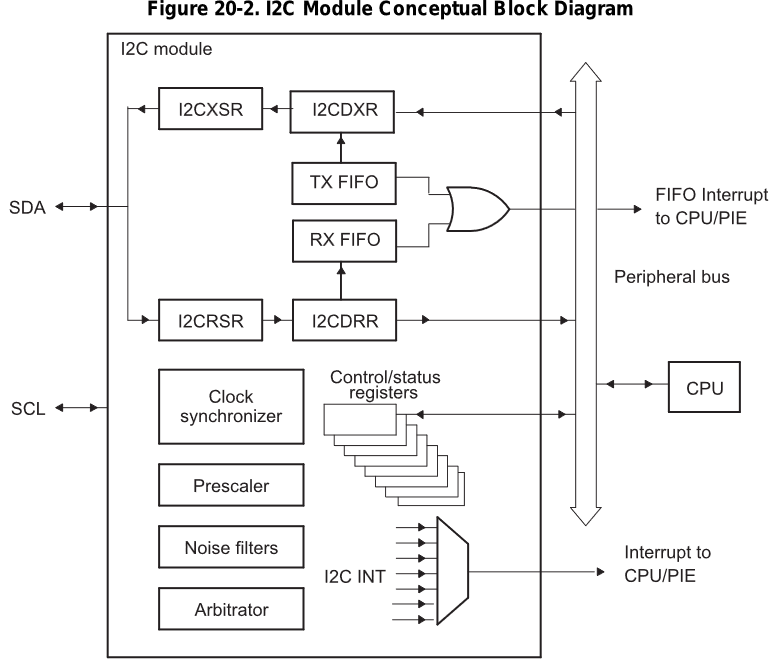 Figure 20-2. I2C Module Conceptual Block Diagram
I2C module
I2CXSR
I2CDXR
TX FIFO
SDA
FIFO Interrupt
to CPU/PIE
RX FIFO
Peripheral bus
I2CRSR
I2CDRR
Control/status
registers
Clock
synchronizer
CPU
SCL
Prescaler
Noise filters
I2C INT
Interrupt to
CPU/PIE
Arbitrator